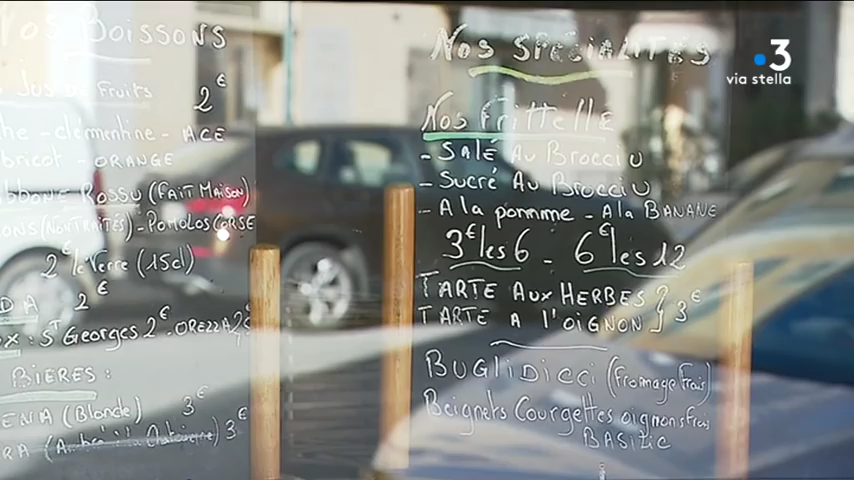 Nos BOISSONS
Jus DE Fruits 2€
clémentine - ACE
ORANGE
Rossu (FAIT MAISON)
(NON TRAITÉS) - POMOLOS CORSE
2€ le Verre (15cl)
2€
ST Georges 2€ - OREZZA 2€
BIERES :
(Blonde) 3€
3€
Nos SPÉCIALITÉS
Nos frittelle
- SALÉ Au BROCCIU
- SUCRÉ Au BROCCIU
- A la pomme - A la BANANE
3€ les 6 - 6€ les 12
TARTE AUX HERBES } 3€
TARTE A L'OIGNON
BUGLIDICCI (fromage frais)
Beignets Courgettes oignons frais
BASILIC
3
via stella